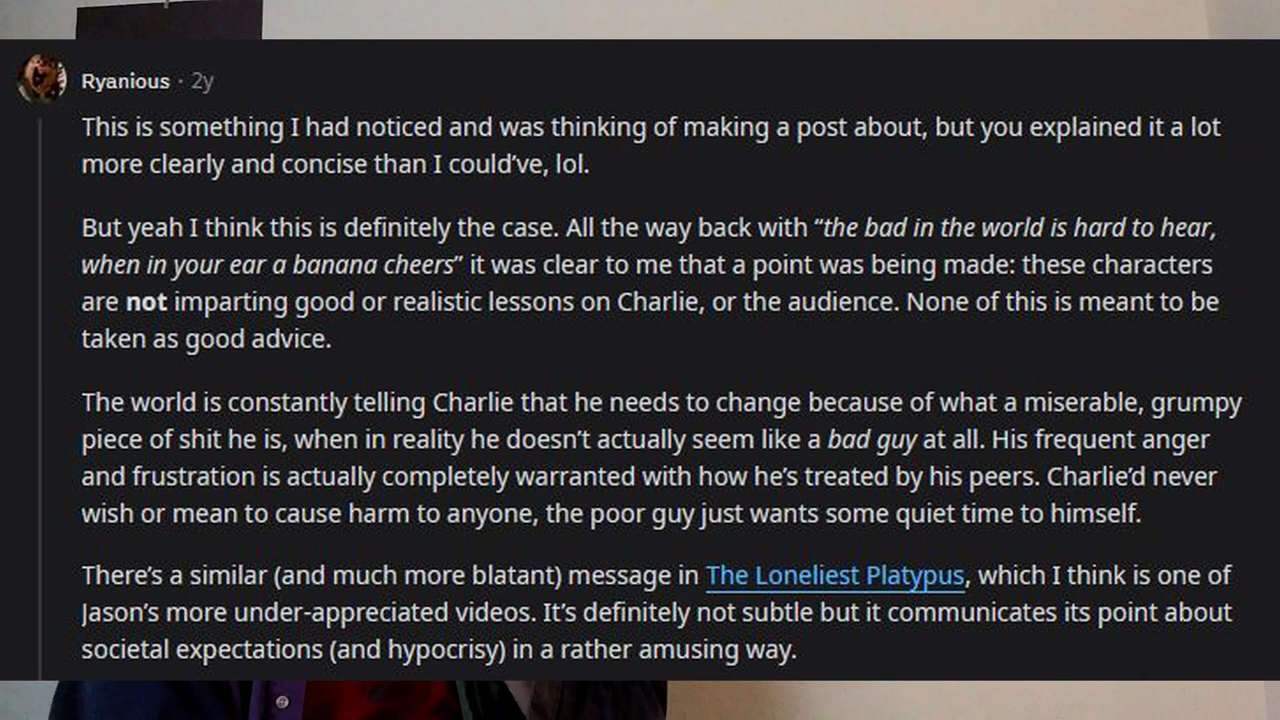 Ryanious · 2y
This is something I had noticed and was thinking of making a post about, but you explained it a lot
more clearly and concise than I could’ve, lol.
But yeah I think this is definitely the case. All the way back with “the bad in the world is hard to hear,
when in your ear a banana cheers” it was clear to me that a point was being made: these characters
are not imparting good or realistic lessons on Charlie, or the audience. None of this is meant to be
taken as good advice.
The world is constantly telling Charlie that he needs to change because of what a miserable, grumpy
piece of shit he is, when in reality he doesn’t actually seem like a bad guy at all. His frequent anger
and frustration is actually completely warranted with how he’s treated by his peers. Charlie’d never
wish or mean to cause harm to anyone, the poor guy just wants some quiet time to himself.
There’s a similar (and much more blatant) message in The Loneliest Platypus, which I think is one of
Jason’s more under-appreciated videos. It’s definitely not subtle but it communicates its point about
societal expectations (and hypocrisy) in a rather amusing way.